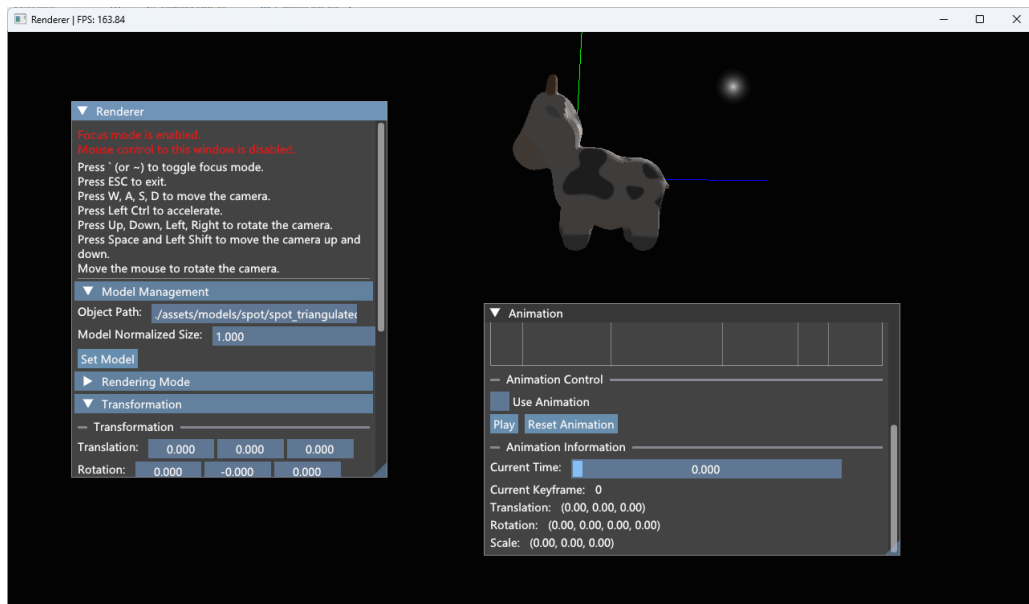 Renderer | FPS: 163.84
Renderer
Focus mode is enabled.
Mouse control to this window is disabled.
Press ` (or ~) to toggle focus mode.
Press ESC to exit.
Press W, A, S, D to move the camera.
Press Left Ctrl to accelerate.
Press Up, Down, Left, Right to rotate the camera.
Press Space and Left Shift to move the camera up and
down.
Move the mouse to rotate the camera.
Model Management
Object Path: ./assets/models/spot/spot_triangulated
Model Normalized Size: 1.000
Set Model
Rendering Mode
Transformation
Transformation
Translation: 0.000 0.000 0.000
Rotation: 0.000 -0.000 0.000
Animation
Animation Control
Use Animation
Play Reset Animation
Animation Information
Current Time: 0.000
Current Keyframe: 0
Translation: (0.00, 0.00, 0.00)
Rotation: (0.00, 0.00, 0.00, 0.00)
Scale: (0.00, 0.00, 0.00)